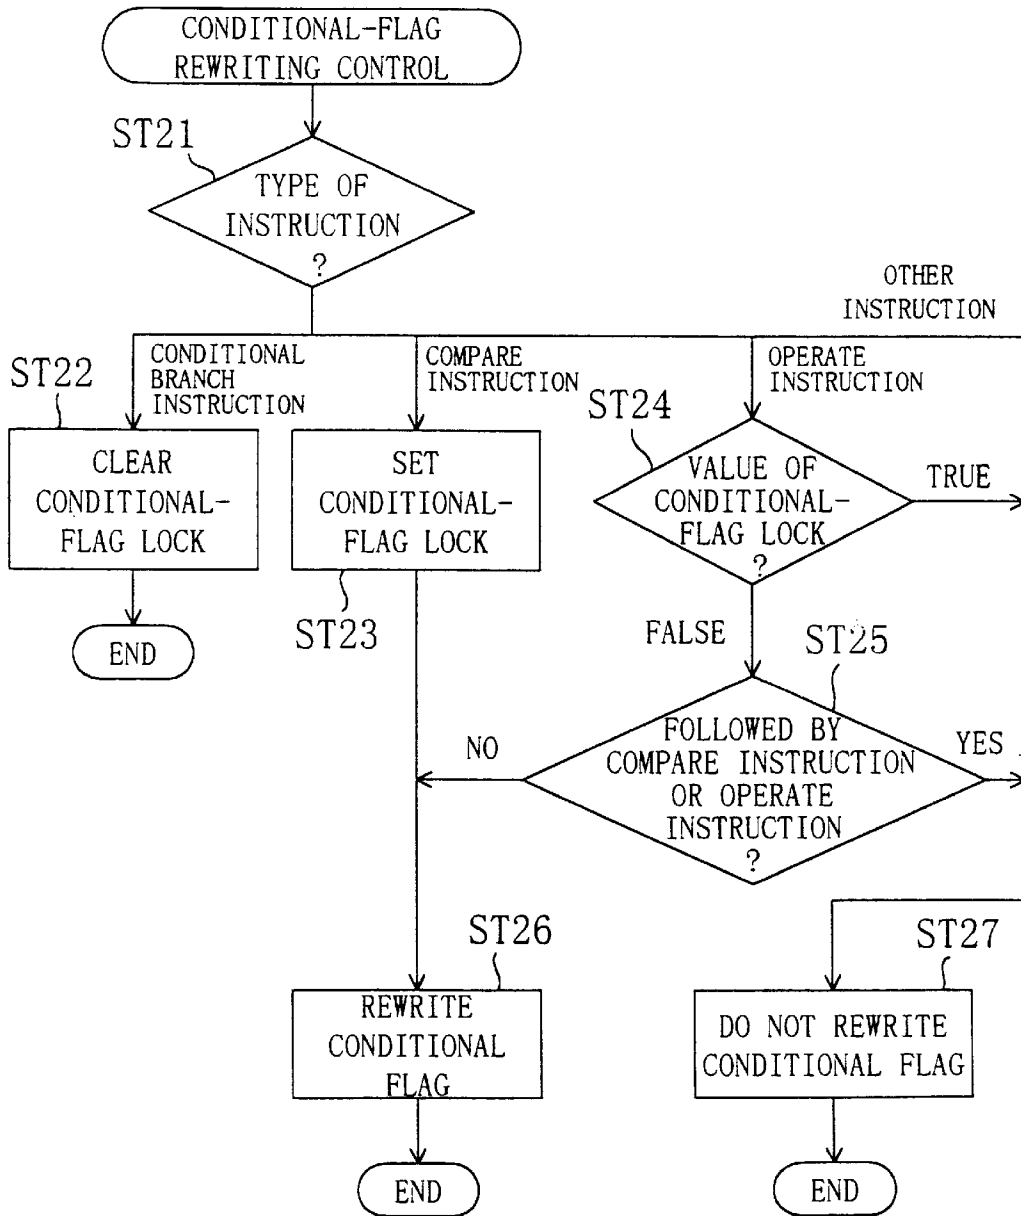 CONDITIONAL-FLAG
REWRITING CONTROL
ST21
TYPE OF
INSTRUCTION
?
OTHER
INSTRUCTION
CONDITIONAL
BRANCH
INSTRUCTION
COMPARE
INSTRUCTION
OPERATE
INSTRUCTION
ST22
CLEAR
CONDITIONAL-
FLAG LOCK
END
SET
CONDITIONAL-
FLAG LOCK
ST23
ST24
VALUE OF
CONDITIONAL-
FLAG LOCK
?
TRUE
FALSE
ST25
FOLLOWED BY
COMPARE INSTRUCTION
OR OPERATE
INSTRUCTION
?
NO
YES
ST26
REWRITE
CONDITIONAL
FLAG
END
ST27
DO NOT REWRITE
CONDITIONAL FLAG
END